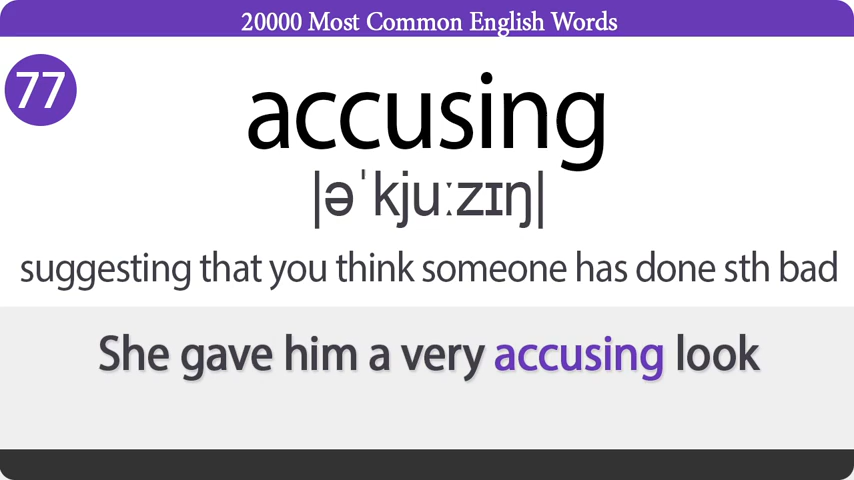 20000 Most Common English Words
77
accusing
|əˈkjuːzɪŋ|
suggesting that you think someone has done sth bad
She gave him a very accusing look